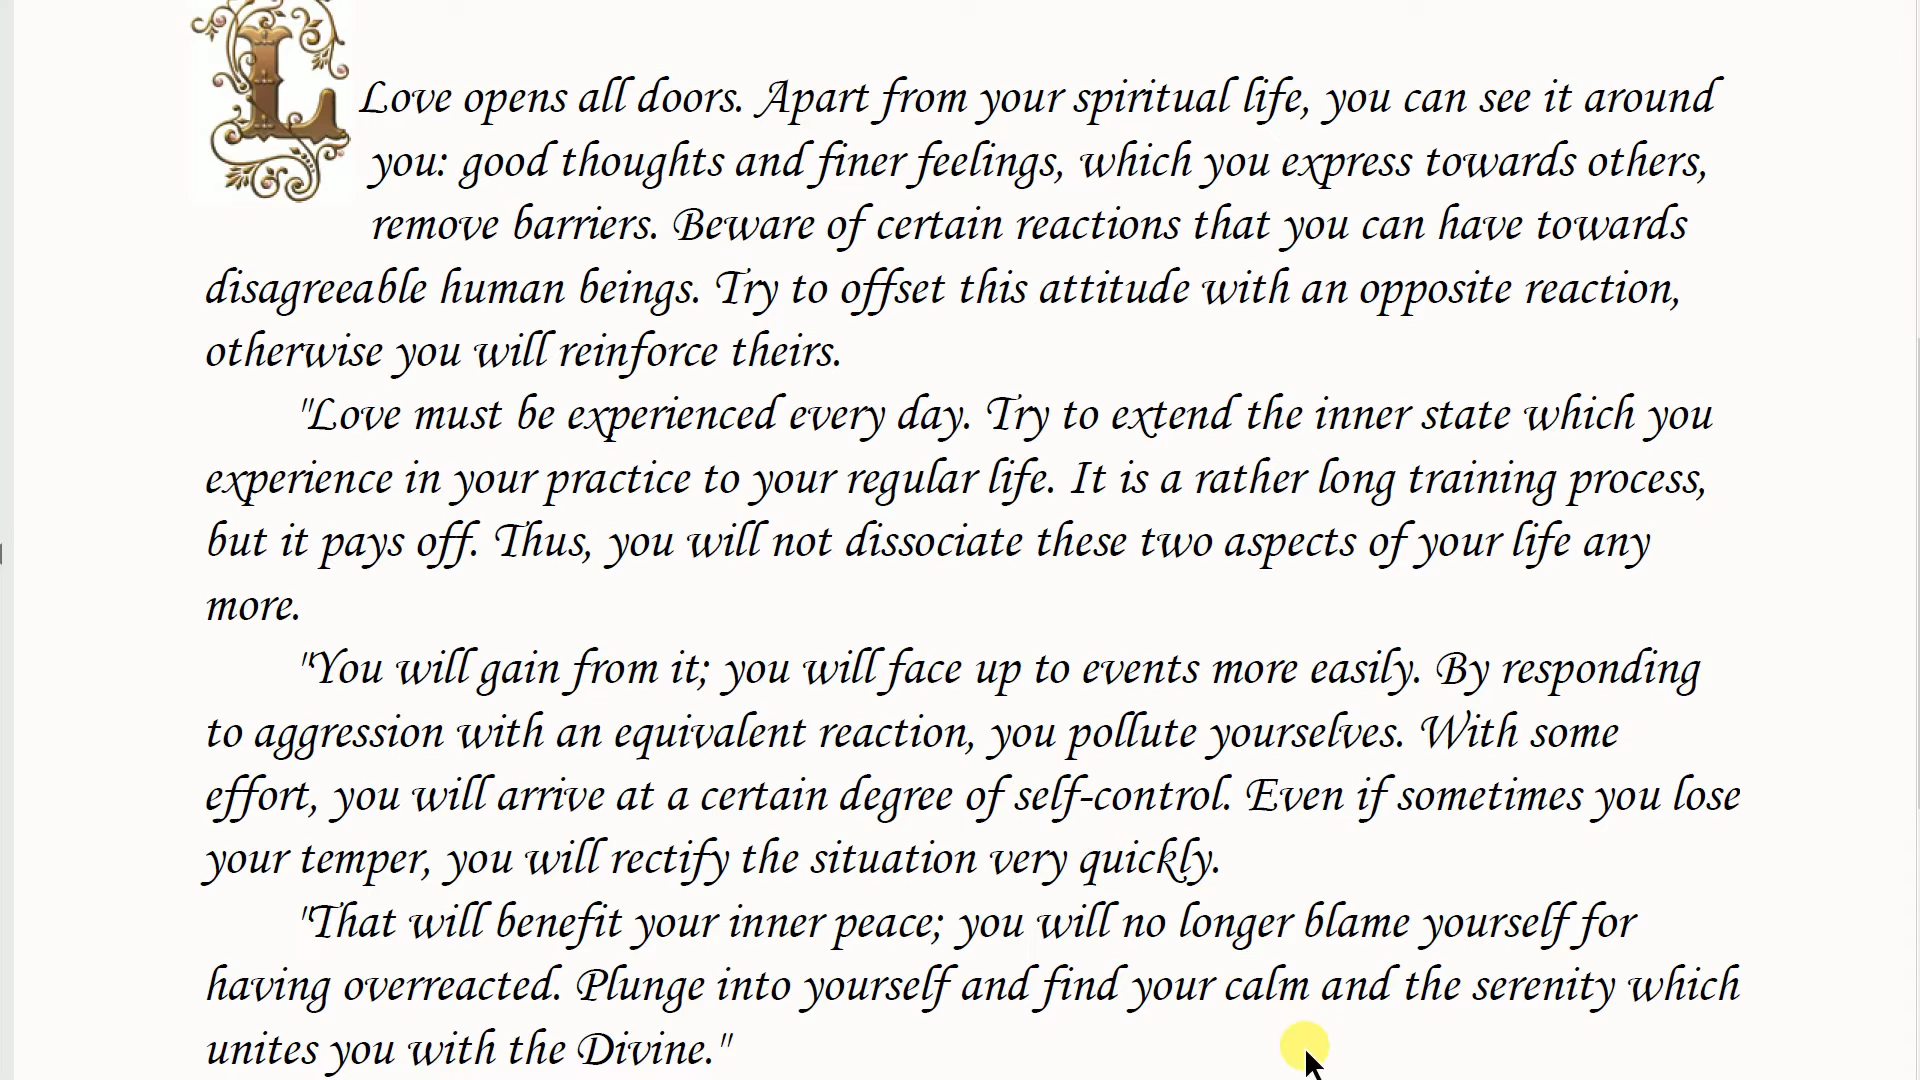 L
Love opens all doors. Apart from your spiritual life, you can see it around
you: good thoughts and finer feelings, which you express towards others,
remove barriers. Beware of certain reactions that you can have towards
disagreeable human beings. Try to offset this attitude with an opposite reaction,
otherwise you will reinforce theirs.
"Love must be experienced every day. Try to extend the inner state which you
experience in your practice to your regular life. It is a rather long training process,
but it pays off. Thus, you will not dissociate these two aspects of your life any
more.
"You will gain from it; you will face up to events more easily. By responding
to aggression with an equivalent reaction, you pollute yourselves. With some
effort, you will arrive at a certain degree of self-control. Even if sometimes you lose
your temper, you will rectify the situation very quickly.
"That will benefit your inner peace; you will no longer blame yourself for
having overreacted. Plunge into yourself and find your calm and the serenity which
unites you with the Divine."